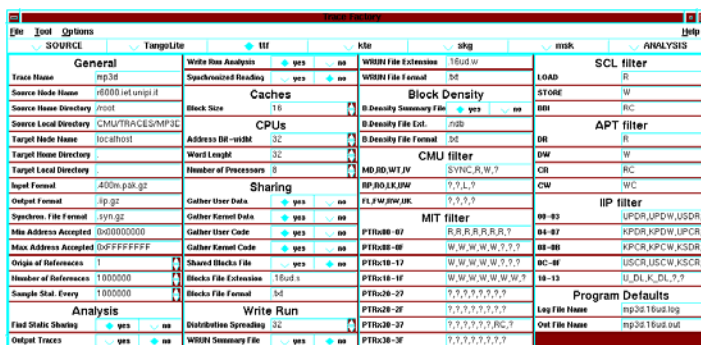 Trace Factory
File Tool Options Help
SOURCE TangoLite ttf kte skg msk ANALYSIS
General
Trace Name mp3d
Source Node Name r6000.iet.unipi.it
Source Home Directory /root
Source Local Directory CMU/TRACES/MP3D
Target Node Name localhost
Target Home Directory .
Target Local Directory .
Input Format .400m.pak.gz
Output Format .iip.gz
Synchron. File Format .syn.gz
Min Address Accepted 0x00000000
Max Address Accepted 0xFFFFFFFF
Origin of References 1
Number of References 1000000
Sample Stal. Every 1000000
Analysis
Find Static Sharing yes no
Output Traces yes no
Write Run Analysis yes no
Synchronized Reading yes no
Caches
Block Size 16
CPUs
Address Bit-widht 32
Word Lenght 32
Number of Processors 8
Sharing
Gather User Data yes no
Gather Kernel Data yes no
Gather User Code yes no
Gather Kernel Code yes no
Shared Blocks File yes no
Blocks File Extension .16ud.s
Blocks File Format .txt
Write Run
Distribution Spreading 32
WRUN Summary File yes no
WRUN File Extension .16ud.w
WRUN File Format .txt
Block Density
B.Density Summary File yes no
B.Density File Ext. .ndb
B.Density File Format .txt
CMU filter
MD,RD,WT,IV SYNC,R,W,?
RP,RO,LK,UW ?,?,L,?
FL,FW,RW,UK ?,?,?,?
MIT filter
PTRx00-07 R,R,R,R,R,R,R,?
PTRx08-0F W,W,W,W,W,?,?,?
PTRx10-17 W,W,W,W,W,W,W,W
PTRx18-1F W,W,W,W,W,W,W,?
PTRx20-27 ?,?,?,?,?,?,?,?
PTRx28-2F ?,?,?,?,?,?,?,?
PTRx30-37 ?,?,?,?,?,?,RC,?
PTRx38-3F ?,?,?,?,?,?,?,?
SCL filter
LOAD R
STORE W
BBI RC
APT filter
DR R
DW W
CR RC
CW WC
IIP filter
00-03 UPDR,UPDW,USDR,
04-07 KPDR,KPDW,KSDR,
08-0B KPCR,KPCW,KSDR
0C-0F USCR,USCW,KSCR,
10-13 U_DL,K_DL,?,?
Program Defaults
Log File Name mp3d.16ud.log
Out File Name mp3d.16ud.out